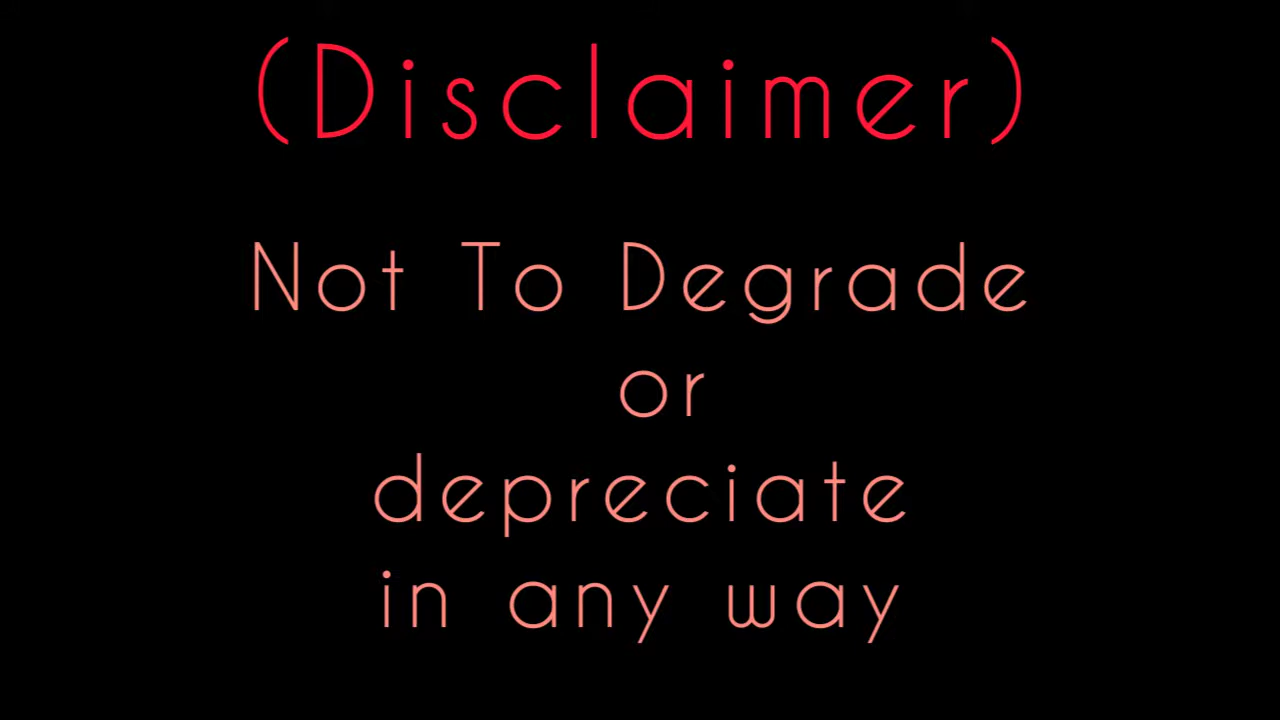 (Disclaimer)
Not To Degrade
or
depreciate
in any way